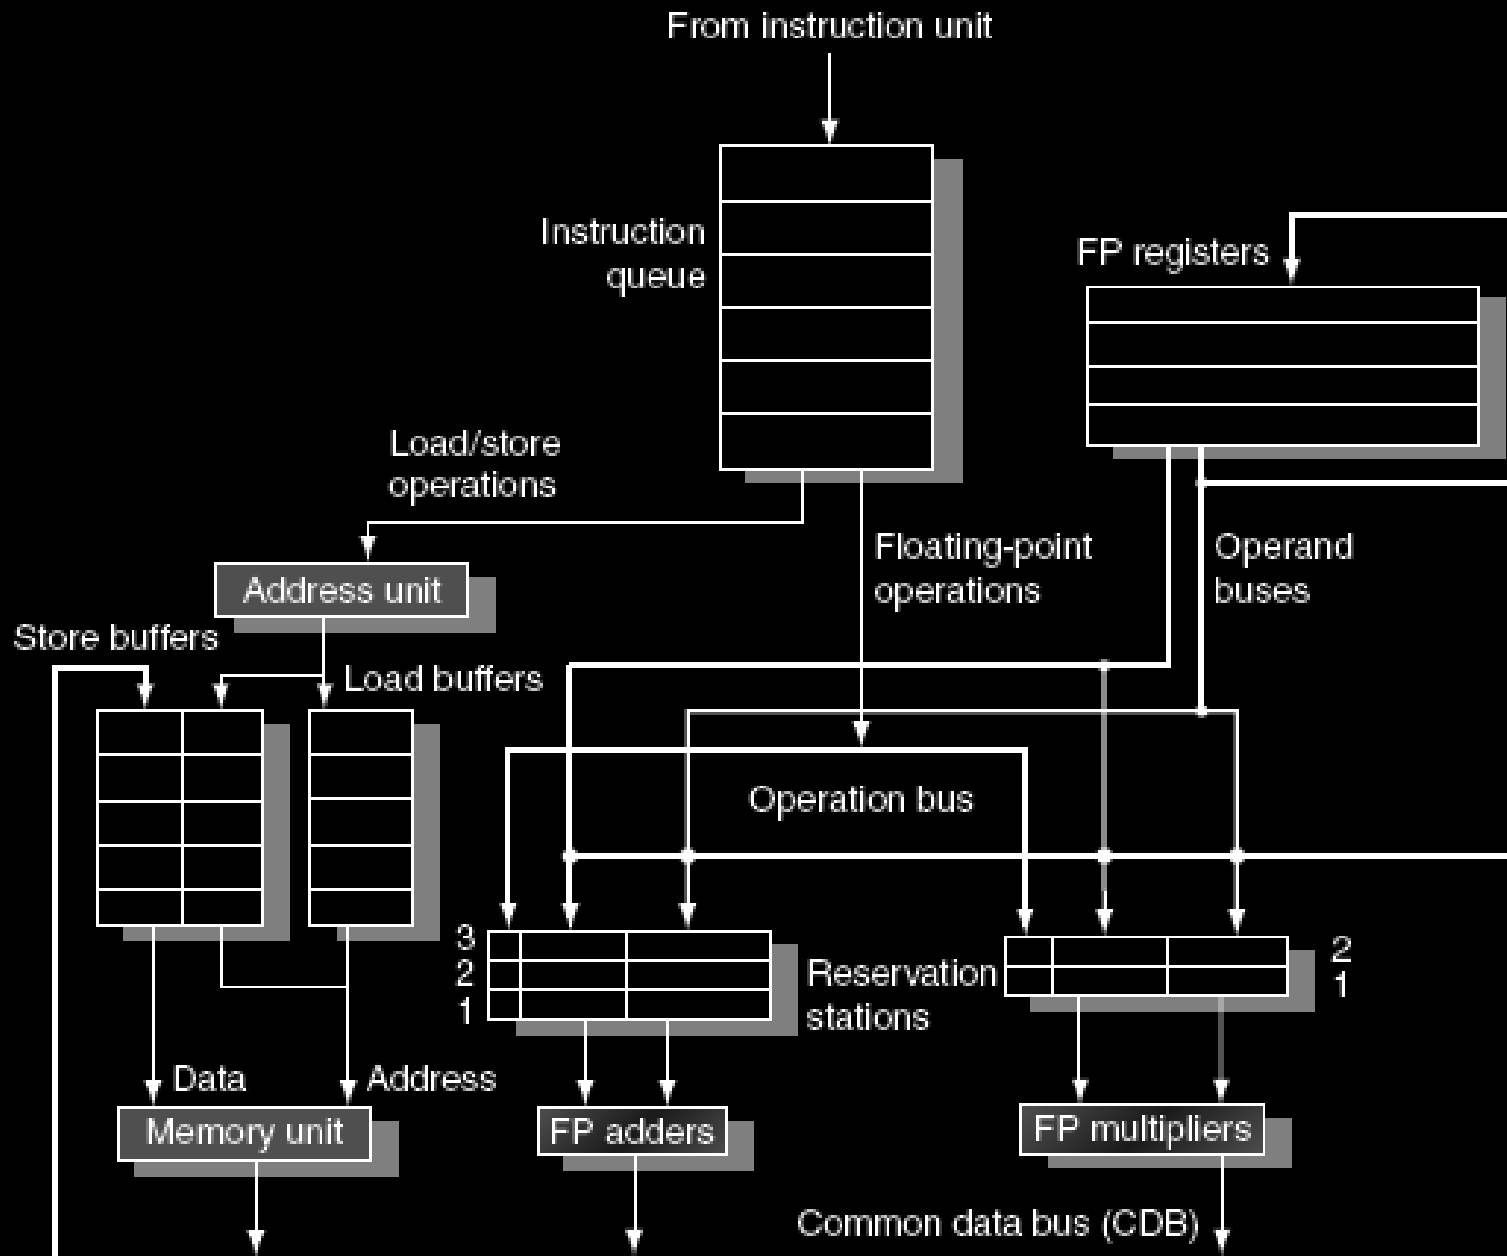 From instruction unit
Instruction
queue
FP registers
Load/store
operations
Floating-point
operations
Operand
buses
Address unit
Store buffers
Load buffers
Operation bus
3
2
1
Reservation
stations
2
1
Data
Address
Memory unit
FP adders
FP multipliers
Common data bus (CDB)